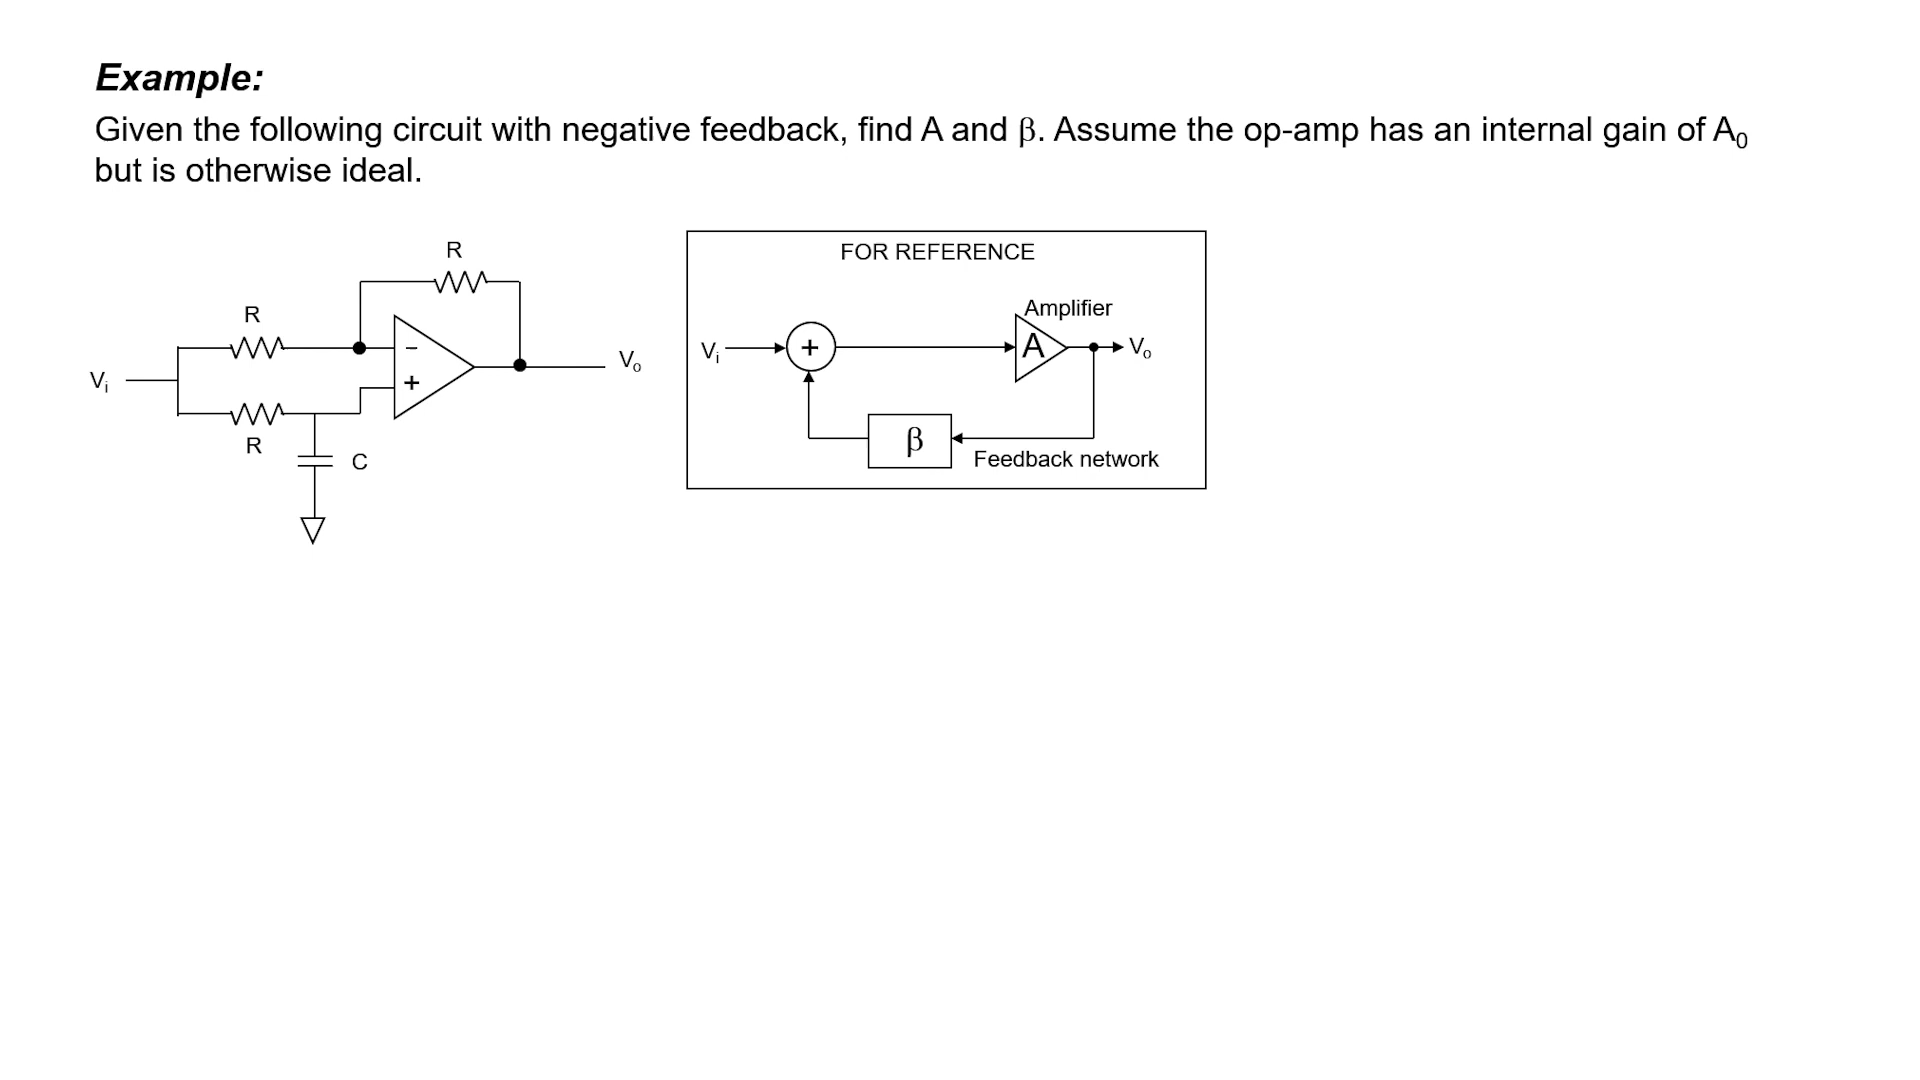 Example:
Given the following circuit with negative feedback, find A and β. Assume the op-amp has an internal gain of A₀
but is otherwise ideal.
R
R
−
+
Vᵢ
Vₒ
R
C
FOR REFERENCE
Amplifier
Vᵢ
+
A
Vₒ
β
Feedback network